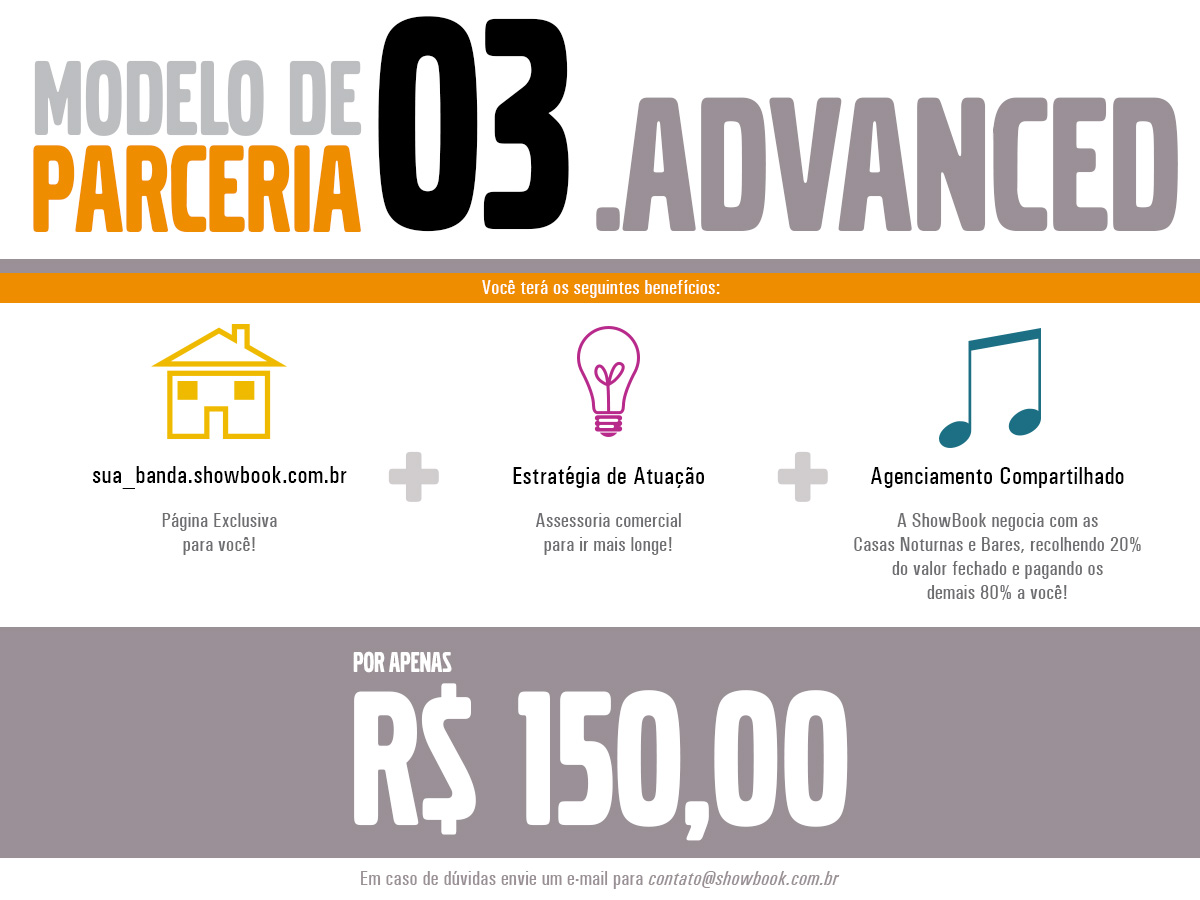 MODELO DE
PARCERIA
03
.ADVANCED
Você terá os seguintes benefícios:
sua_banda.showbook.com.br
Página Exclusiva
para você!
Estratégia de Atuação
Assessoria comercial
para ir mais longe!
Agenciamento Compartilhado
A ShowBook negocia com as
Casas Noturnas e Bares, recolhendo 20%
do valor fechado e pagando os
demais 80% a você!
POR APENAS
R$ 150,00
Em caso de dúvidas envie um e-mail para contato@showbook.com.br